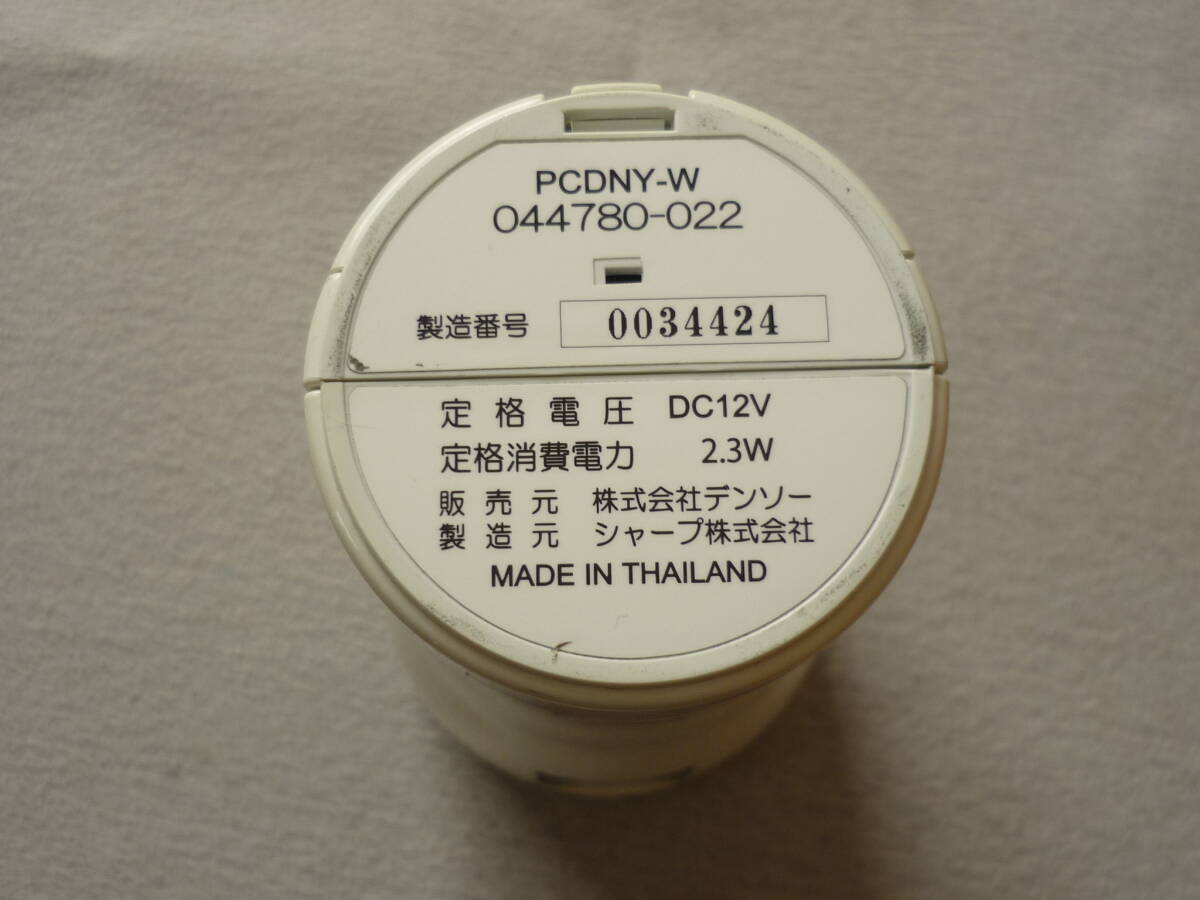 PCDNY-W
044780-022
製造番号 0034424
定格電圧 DC12V
定格消費電力 2.3W
販売元 株式会社デンソー
製造元 シャープ株式会社
MADE IN THAILAND